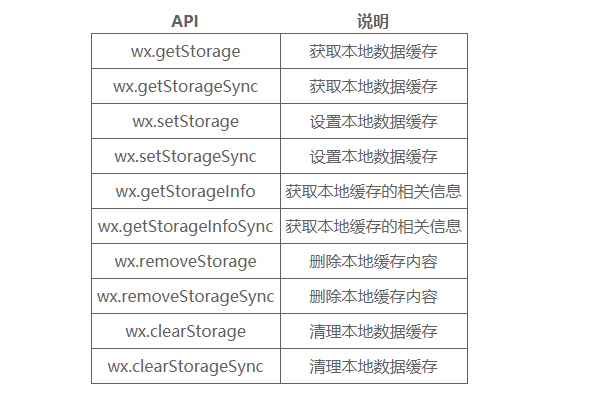 API 说明
wx.getStorage 获取本地数据缓存
wx.getStorageSync 获取本地数据缓存
wx.setStorage 设置本地数据缓存
wx.setStorageSync 设置本地数据缓存
wx.getStorageInfo 获取本地缓存的相关信息
wx.getStorageInfoSync 获取本地缓存的相关信息
wx.removeStorage 删除本地缓存内容
wx.removeStorageSync 删除本地缓存内容
wx.clearStorage 清理本地数据缓存
wx.clearStorageSync 清理本地数据缓存